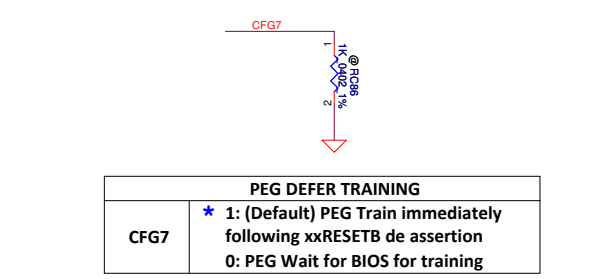 CFG7
1
@ RC86
1K_0402_1%
2
PEG DEFER TRAINING
CFG7
* 1: (Default) PEG Train immediately
following xxRESETB de assertion
0: PEG Wait for BIOS for training